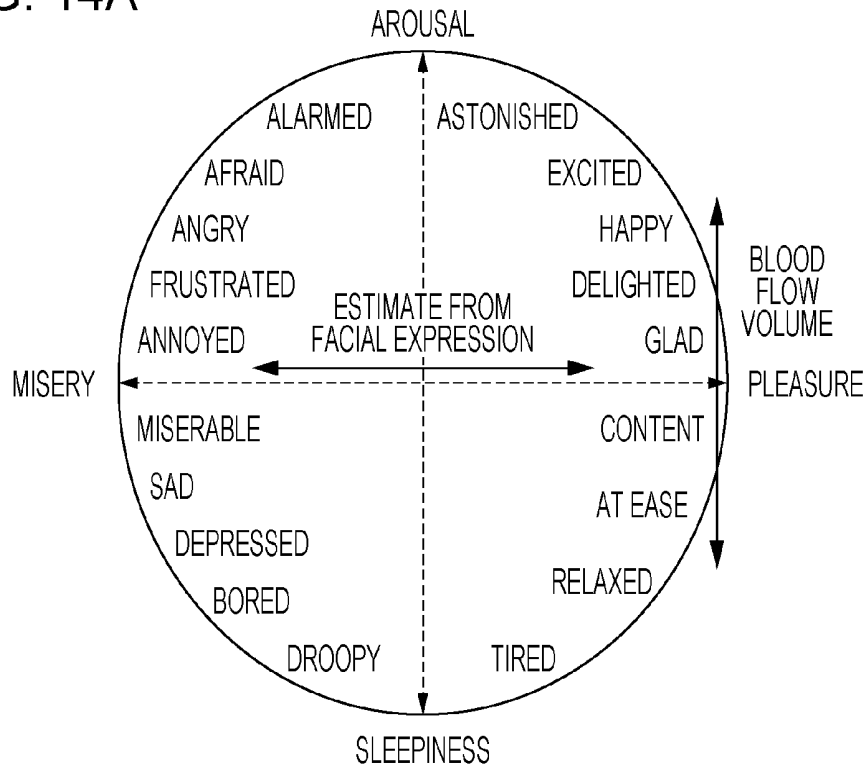 G. 14A
AROUSAL
ALARMED
ASTONISHED
AFRAID
EXCITED
ANGRY
HAPPY
FRUSTRATED
DELIGHTED
BLOOD
FLOW
VOLUME
ESTIMATE FROM
FACIAL EXPRESSION
ANNOYED
GLAD
MISERY
PLEASURE
MISERABLE
CONTENT
SAD
AT EASE
DEPRESSED
RELAXED
BORED
DROOPY
TIRED
SLEEPINESS